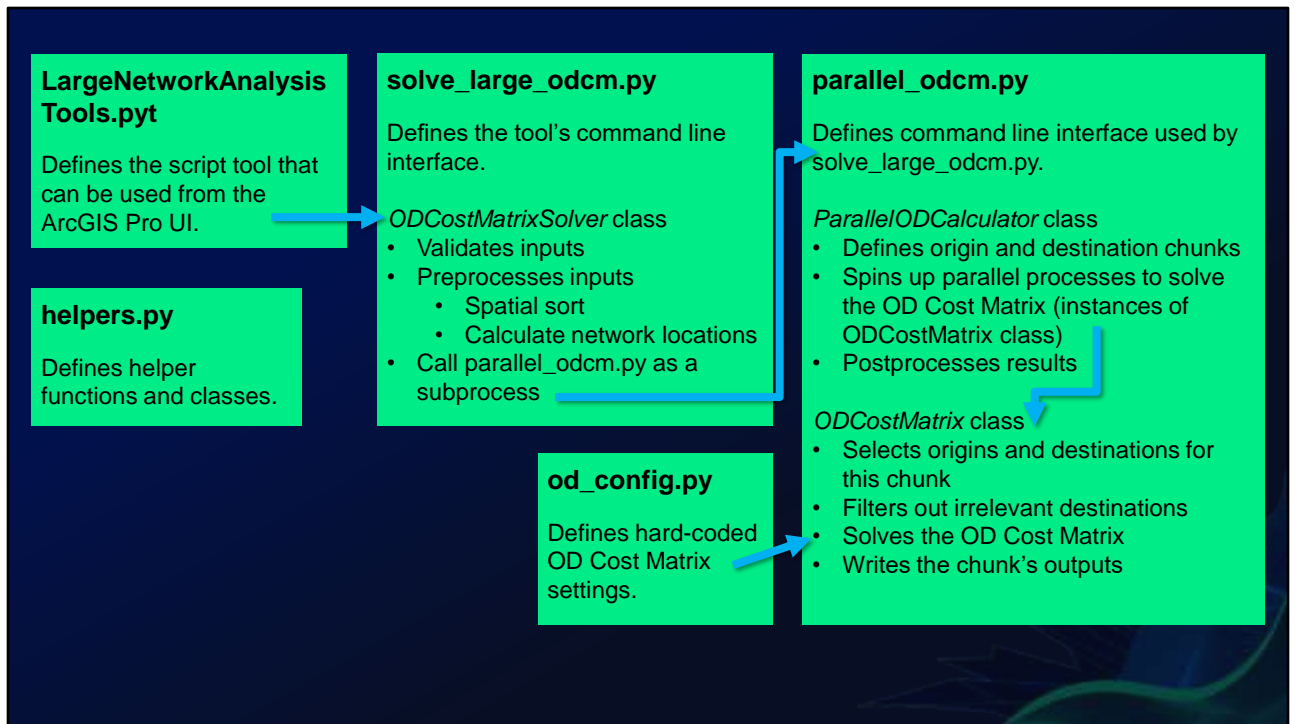 LargeNetworkAnalysis
Tools.pyt
Defines the script tool that
can be used from the
ArcGIS Pro UI.
helpers.py
Defines helper
functions and classes.
solve_large_odcm.py
Defines the tool’s command line
interface.
ODCostMatrixSolver class
• Validates inputs
• Preprocesses inputs
• Spatial sort
• Calculate network locations
• Call parallel_odcm.py as a
subprocess
od_config.py
Defines hard-coded
OD Cost Matrix
settings.
parallel_odcm.py
Defines command line interface used by
solve_large_odcm.py.
ParallelODCalculator class
• Defines origin and destination chunks
• Spins up parallel processes to solve
the OD Cost Matrix (instances of
ODCostMatrix class)
• Postprocesses results
ODCostMatrix class
• Selects origins and destinations for
this chunk
• Filters out irrelevant destinations
• Solves the OD Cost Matrix
• Writes the chunk’s outputs